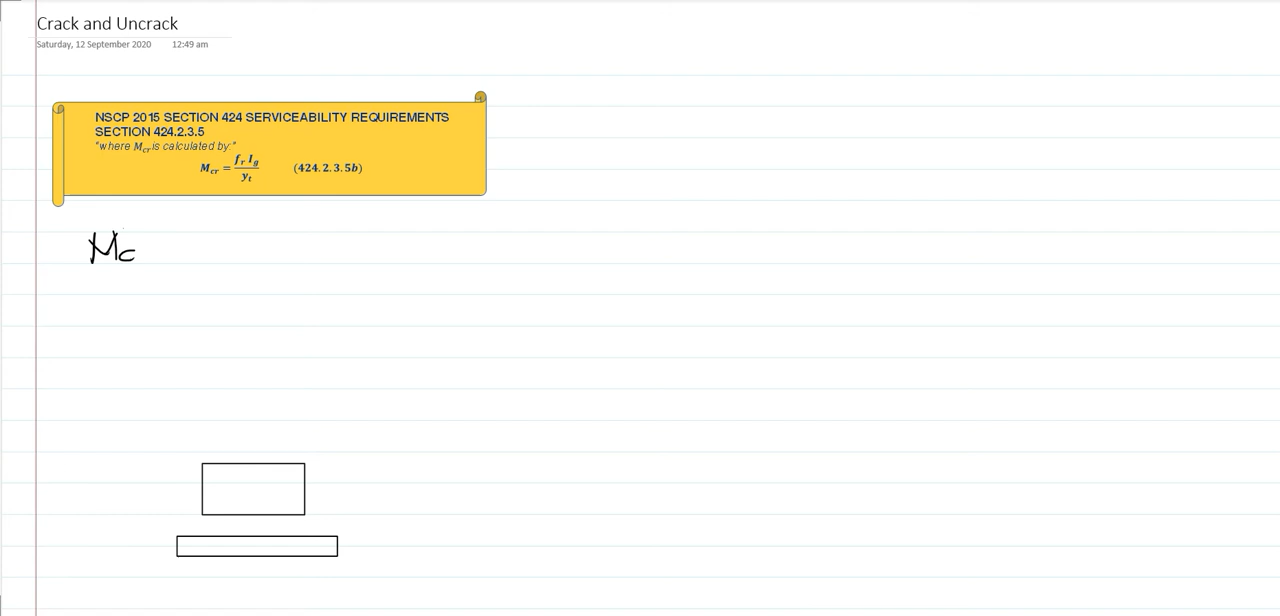 Crack and Uncrack
Saturday, 12 September 2020 12:49 am
NSCP 2015 SECTION 424 SERVICEABILITY REQUIREMENTS
SECTION 424.2.3.5
"where Mcr is calculated by:"
Mcr = fr Ig / yt (424.2.3.5b)
Mc